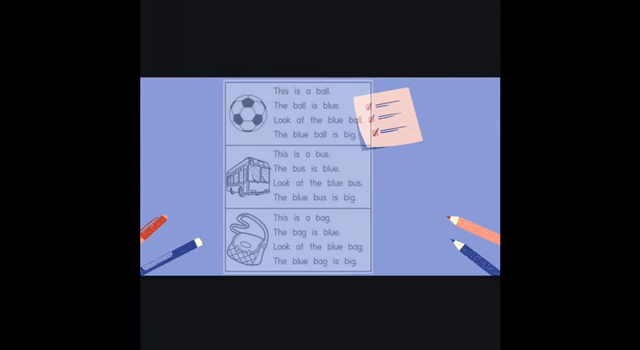 This is a ball.
The ball is blue.
Look at the blue ball.
The blue ball is big.
This is a bus.
The bus is blue.
Look at the blue bus.
The blue bus is big.
This is a bag.
The bag is blue.
Look at the blue bag.
The blue bag is big.